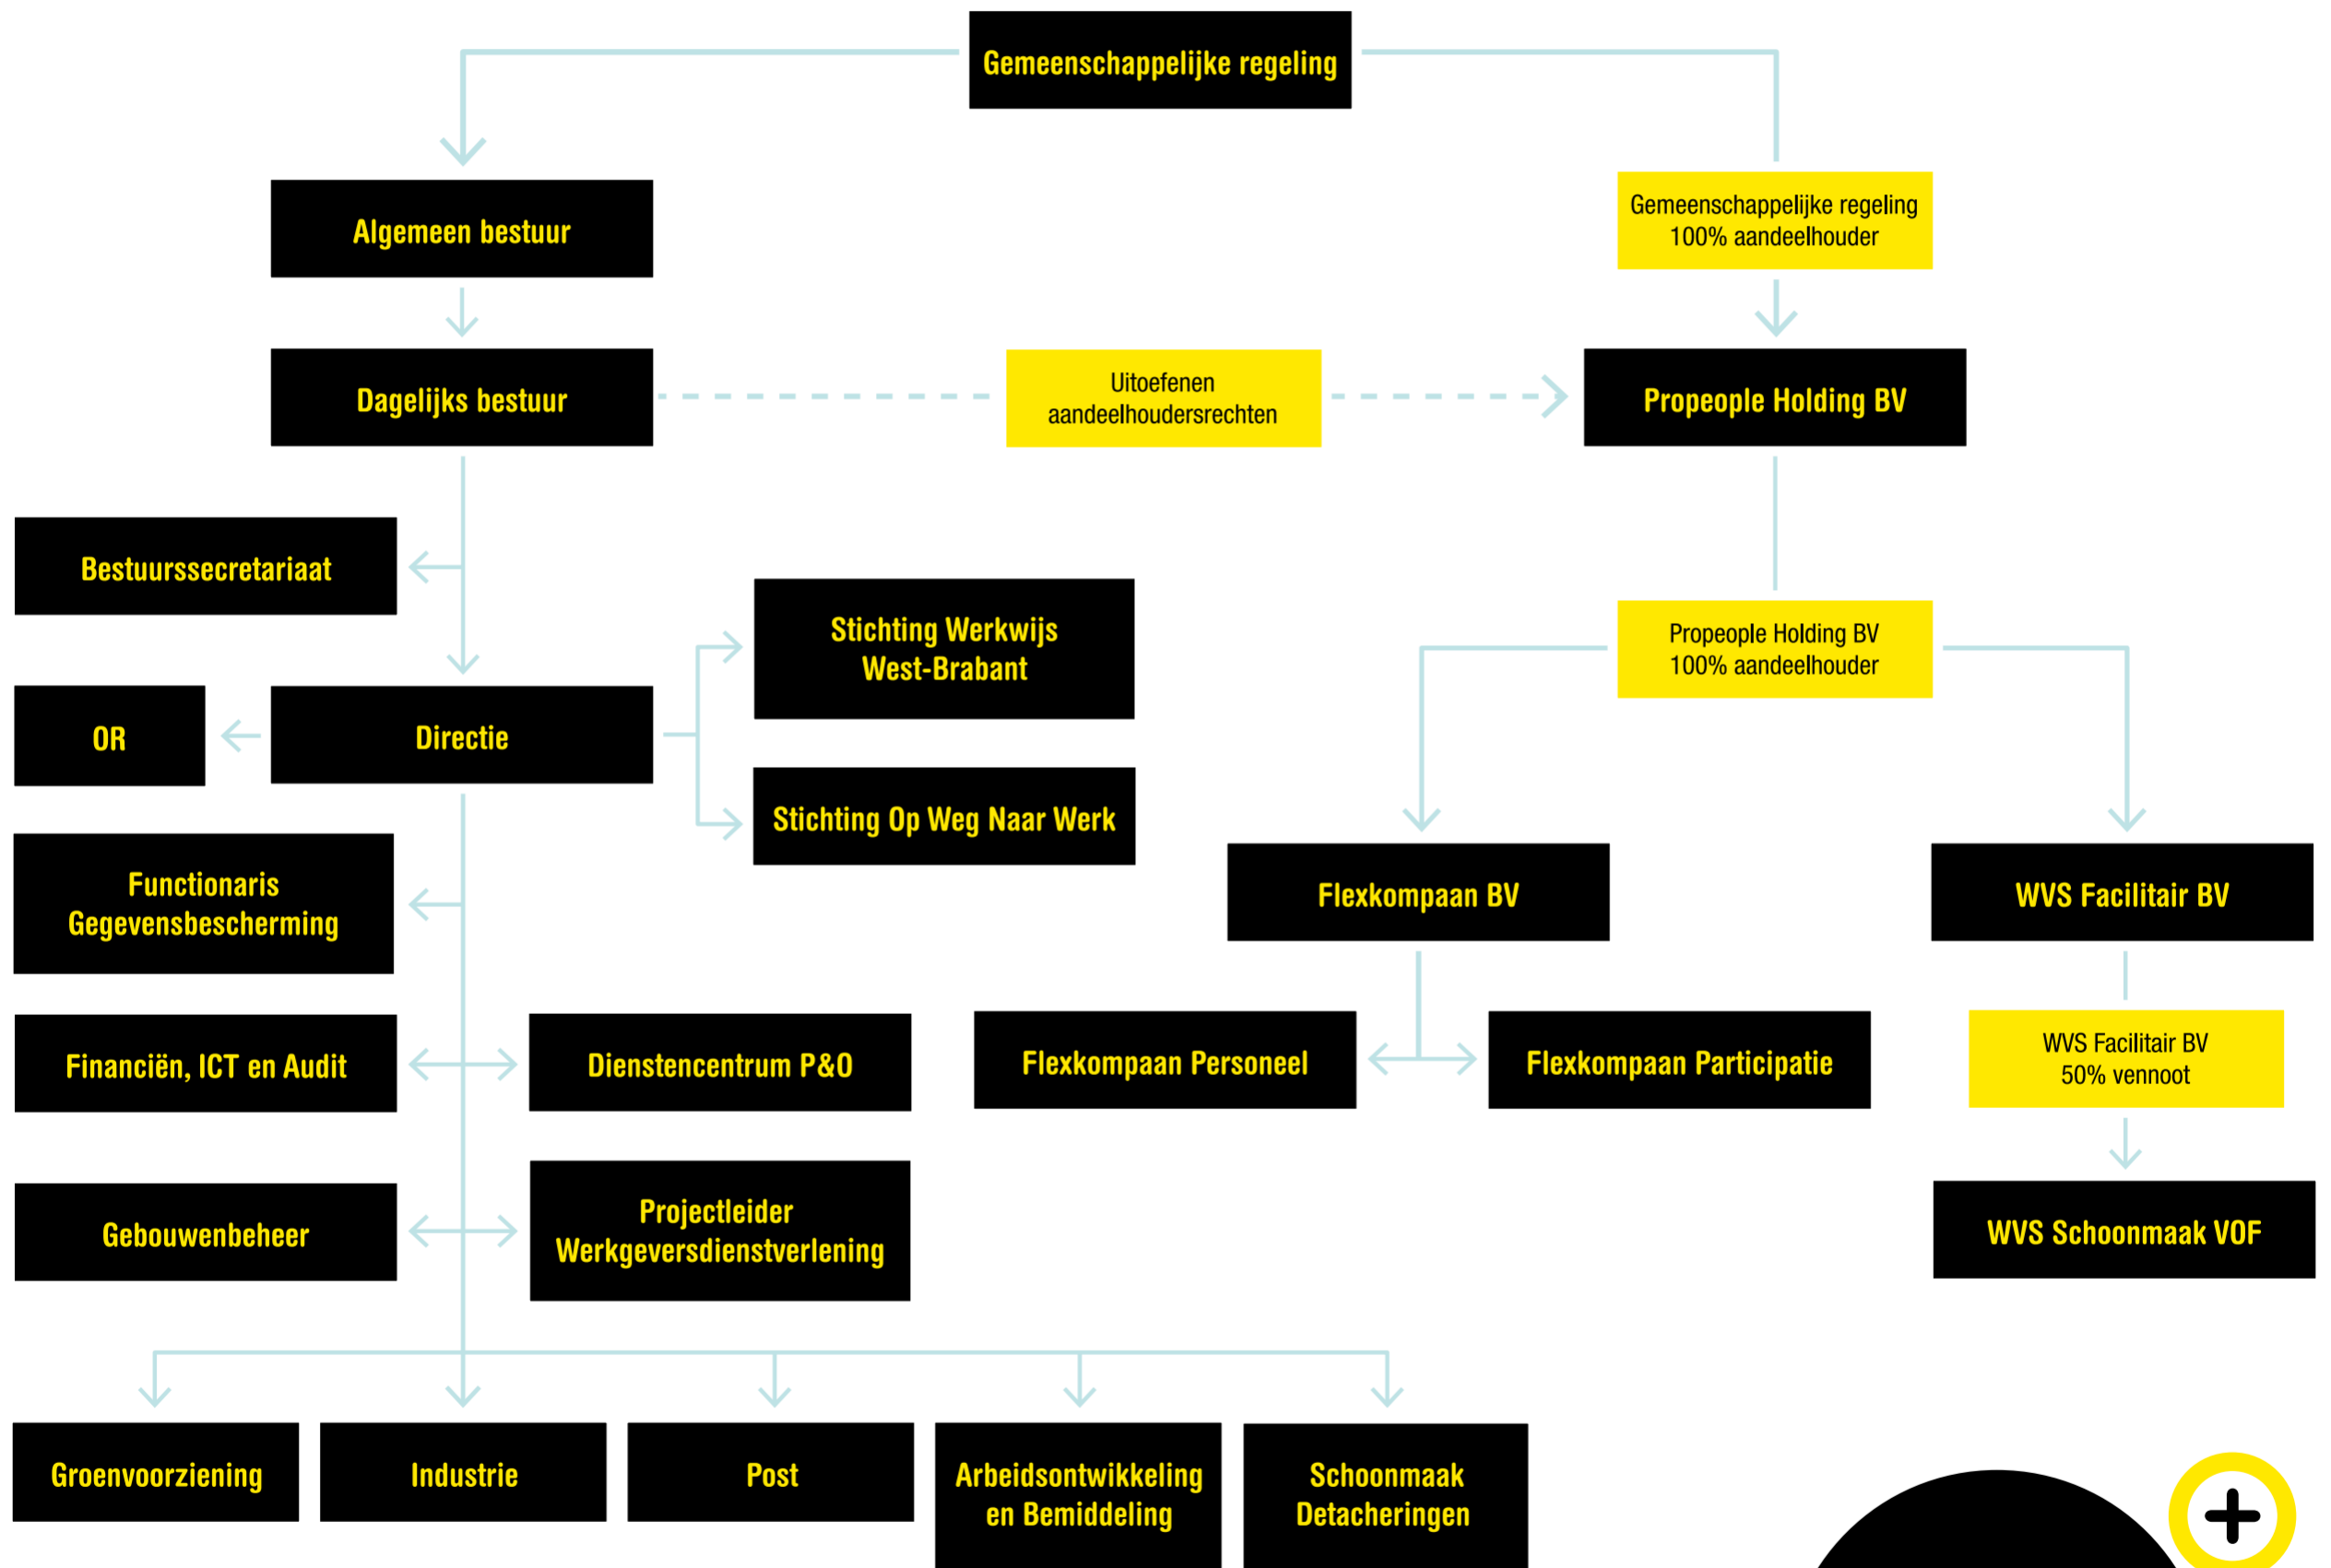 Gemeenschappelijke regeling
Algemeen bestuur
Gemeenschappelijke regeling
100% aandeelhouder
Dagelijks bestuur
Uitoefenen
aandeelhoudersrechten
Propeople Holding BV
Bestuurssecretariaat
Stichting Werkwijs
West-Brabant
Propeople Holding BV
100% aandeelhouder
OR
Directie
Stichting Op Weg Naar Werk
Functionaris
Gegevensbescherming
Flexkompaan BV
WVS Facilitair BV
Financiën, ICT en Audit
Dienstencentrum P&O
Flexkompaan Personeel
Flexkompaan Participatie
WVS Facilitair BV
50% vennoot
Gebouwenbeheer
Projectleider
Werkgeversdienstverlening
WVS Schoonmaak VOF
Groenvoorziening
Industrie
Post
Arbeidsontwikkeling
en Bemiddeling
Schoonmaak
Detacheringen